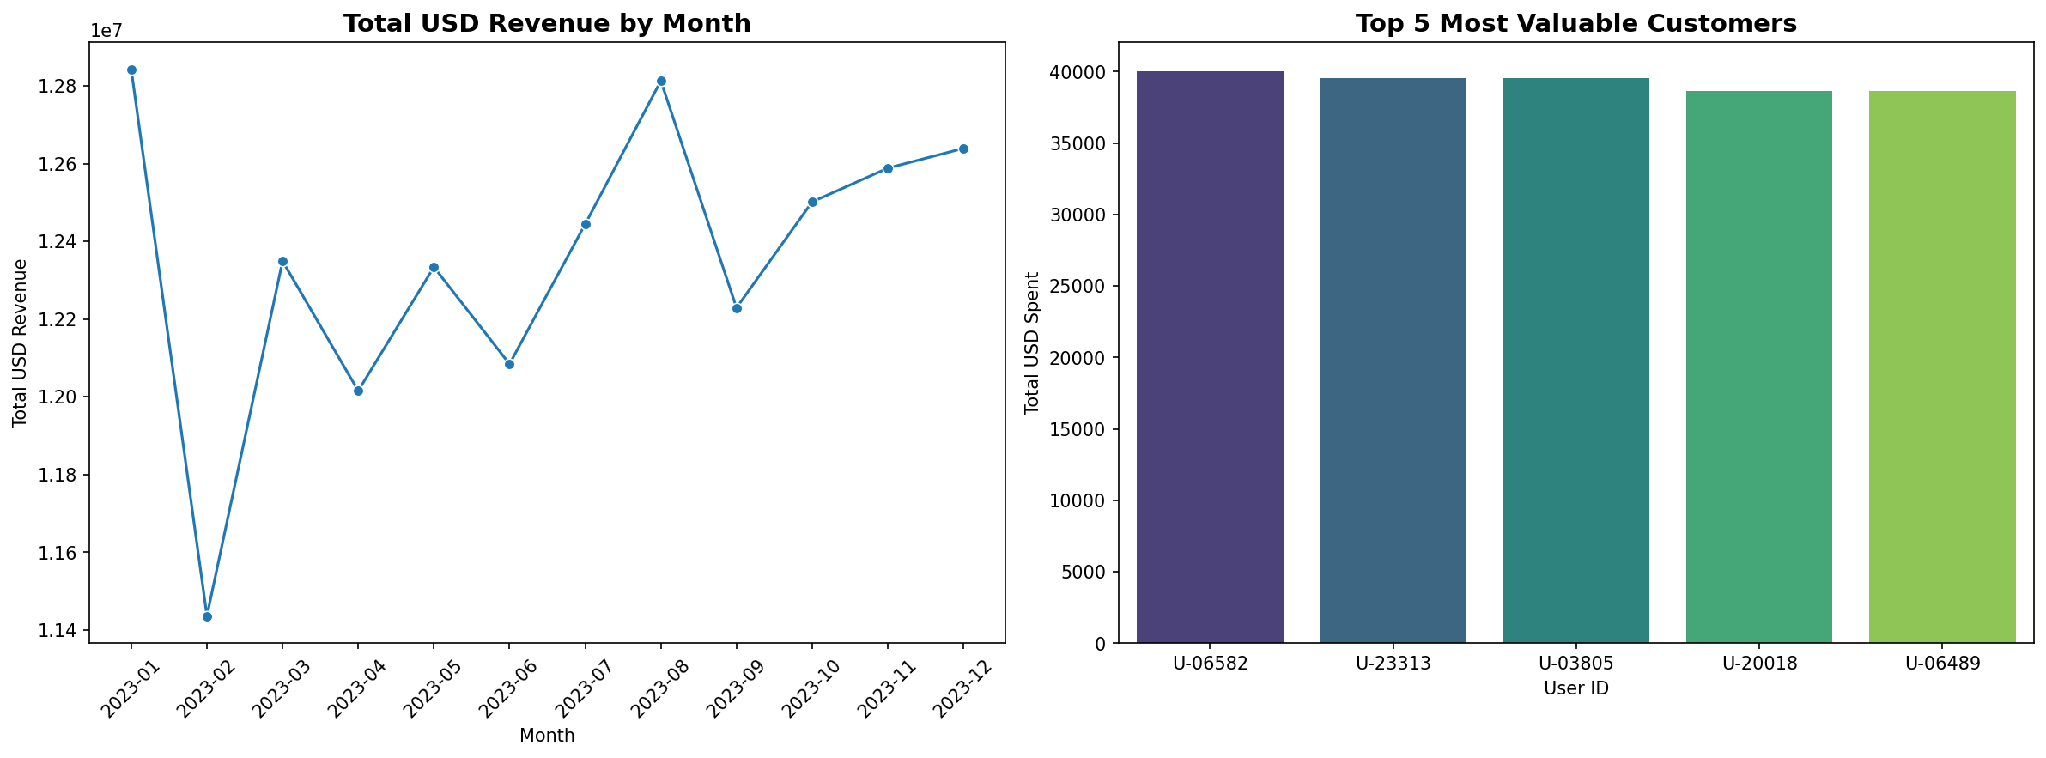 Total USD Revenue by Month
1e7
1.28
1.26
1.24
1.22
1.20
1.18
1.16
1.14
Total USD Revenue
2023-01
2023-02
2023-03
2023-04
2023-05
2023-06
2023-07
2023-08
2023-09
2023-10
2023-11
2023-12
Month
Top 5 Most Valuable Customers
40000
35000
30000
25000
20000
15000
10000
5000
0
Total USD Spent
U-06582
U-23313
U-03805
U-20018
U-06489
User ID